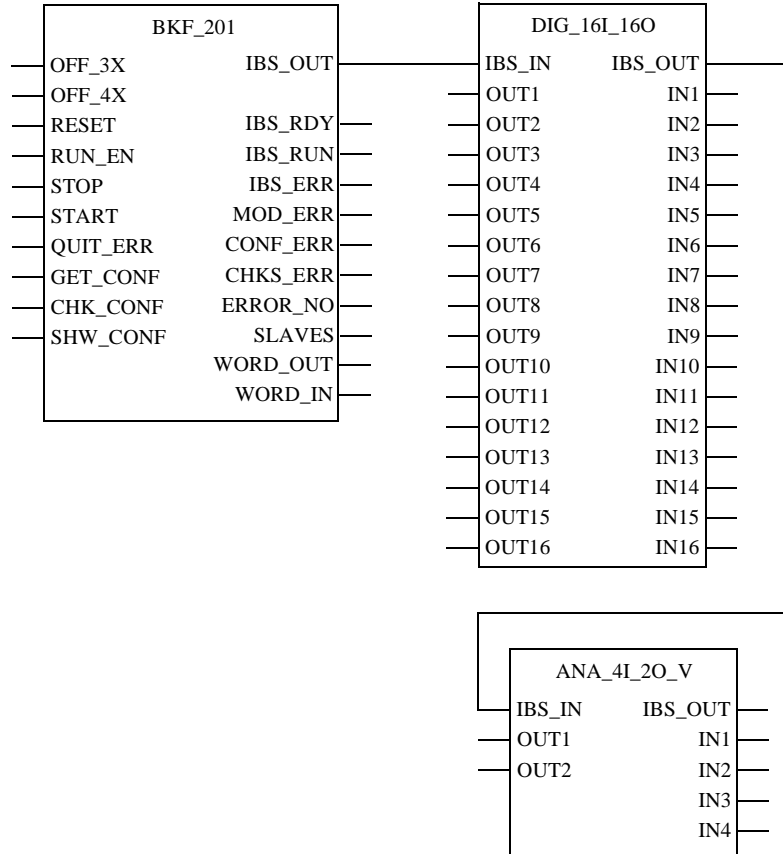 BKF_201
OFF_3X IBS_OUT
OFF_4X
RESET IBS_RDY
RUN_EN IBS_RUN
STOP IBS_ERR
START MOD_ERR
QUIT_ERR CONF_ERR
GET_CONF CHKS_ERR
CHK_CONF ERROR_NO
SHW_CONF SLAVES
WORD_OUT
WORD_IN
DIG_16I_16O
IBS_IN IBS_OUT
OUT1 IN1
OUT2 IN2
OUT3 IN3
OUT4 IN4
OUT5 IN5
OUT6 IN6
OUT7 IN7
OUT8 IN8
OUT9 IN9
OUT10 IN10
OUT11 IN11
OUT12 IN12
OUT13 IN13
OUT14 IN14
OUT15 IN15
OUT16 IN16
ANA_4I_2O_V
IBS_IN IBS_OUT
OUT1 IN1
OUT2 IN2
IN3
IN4